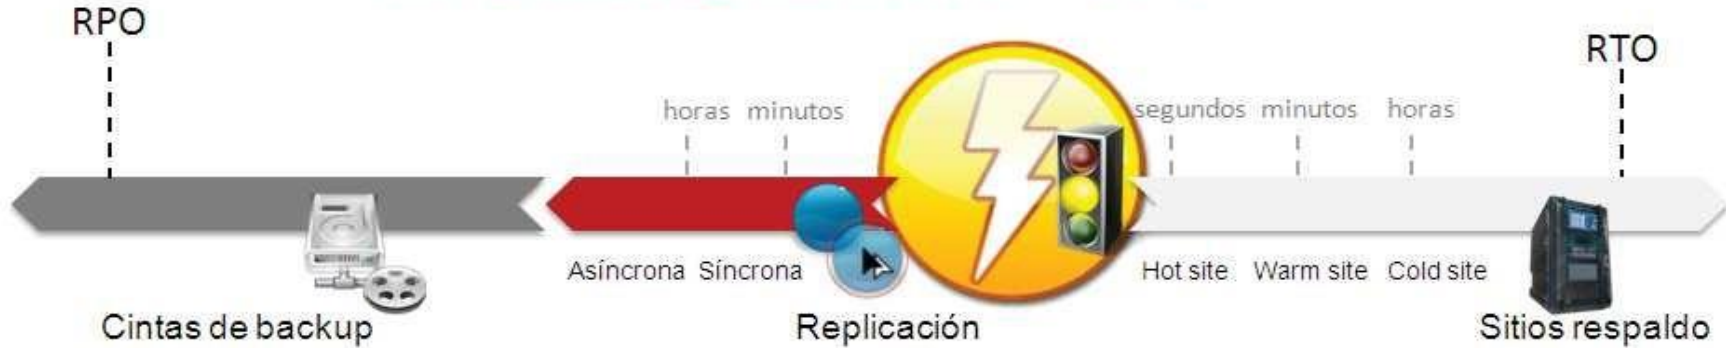 RPO
RTO
horas minutos
segundos minutos horas
Asíncrona Síncrona
Hot site Warm site Cold site
Cintas de backup
Replicación
Sitios respaldo